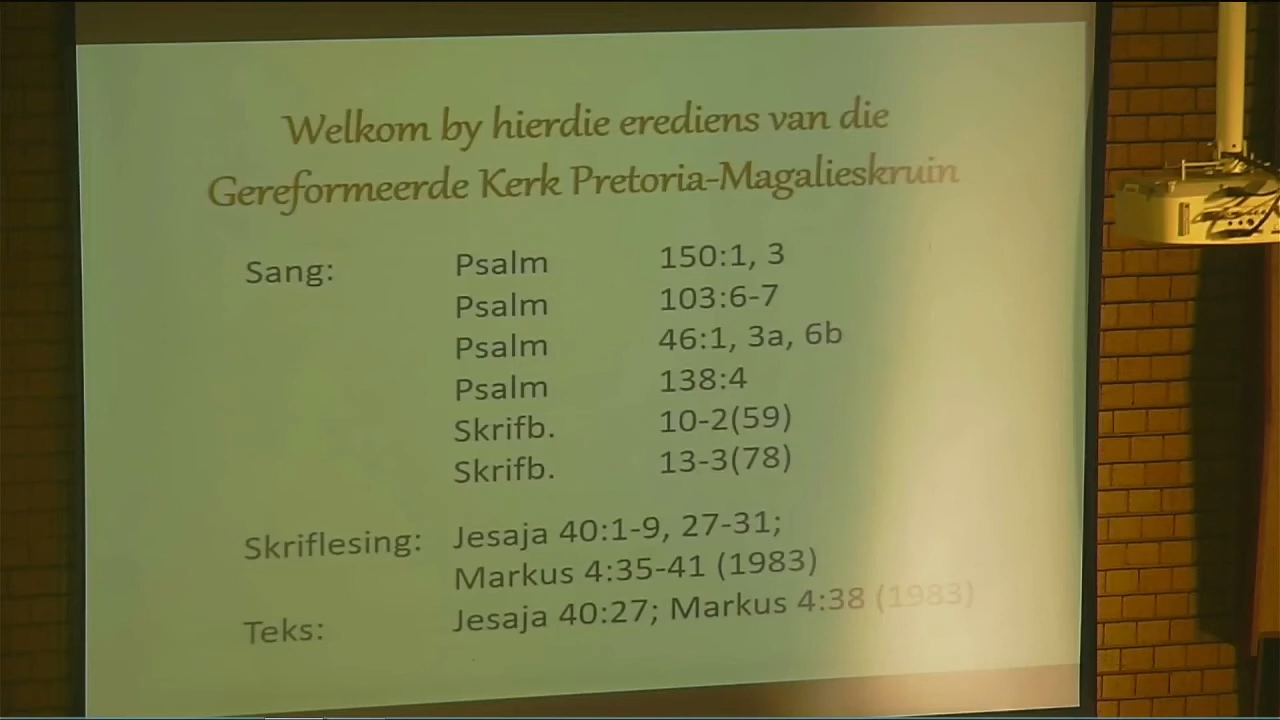 Welkom by hierdie erediens van die
Gereformeerde Kerk Pretoria-Magalieskruin
Sang: Psalm 150:1, 3
Psalm 103:6-7
Psalm 46:1, 3a, 6b
Psalm 138:4
Skrifb. 10-2(59)
Skrifb. 13-3(78)
Skriflesing: Jesaja 40:1-9, 27-31;
Markus 4:35-41 (1983)
Teks: Jesaja 40:27; Markus 4:38 (1983)